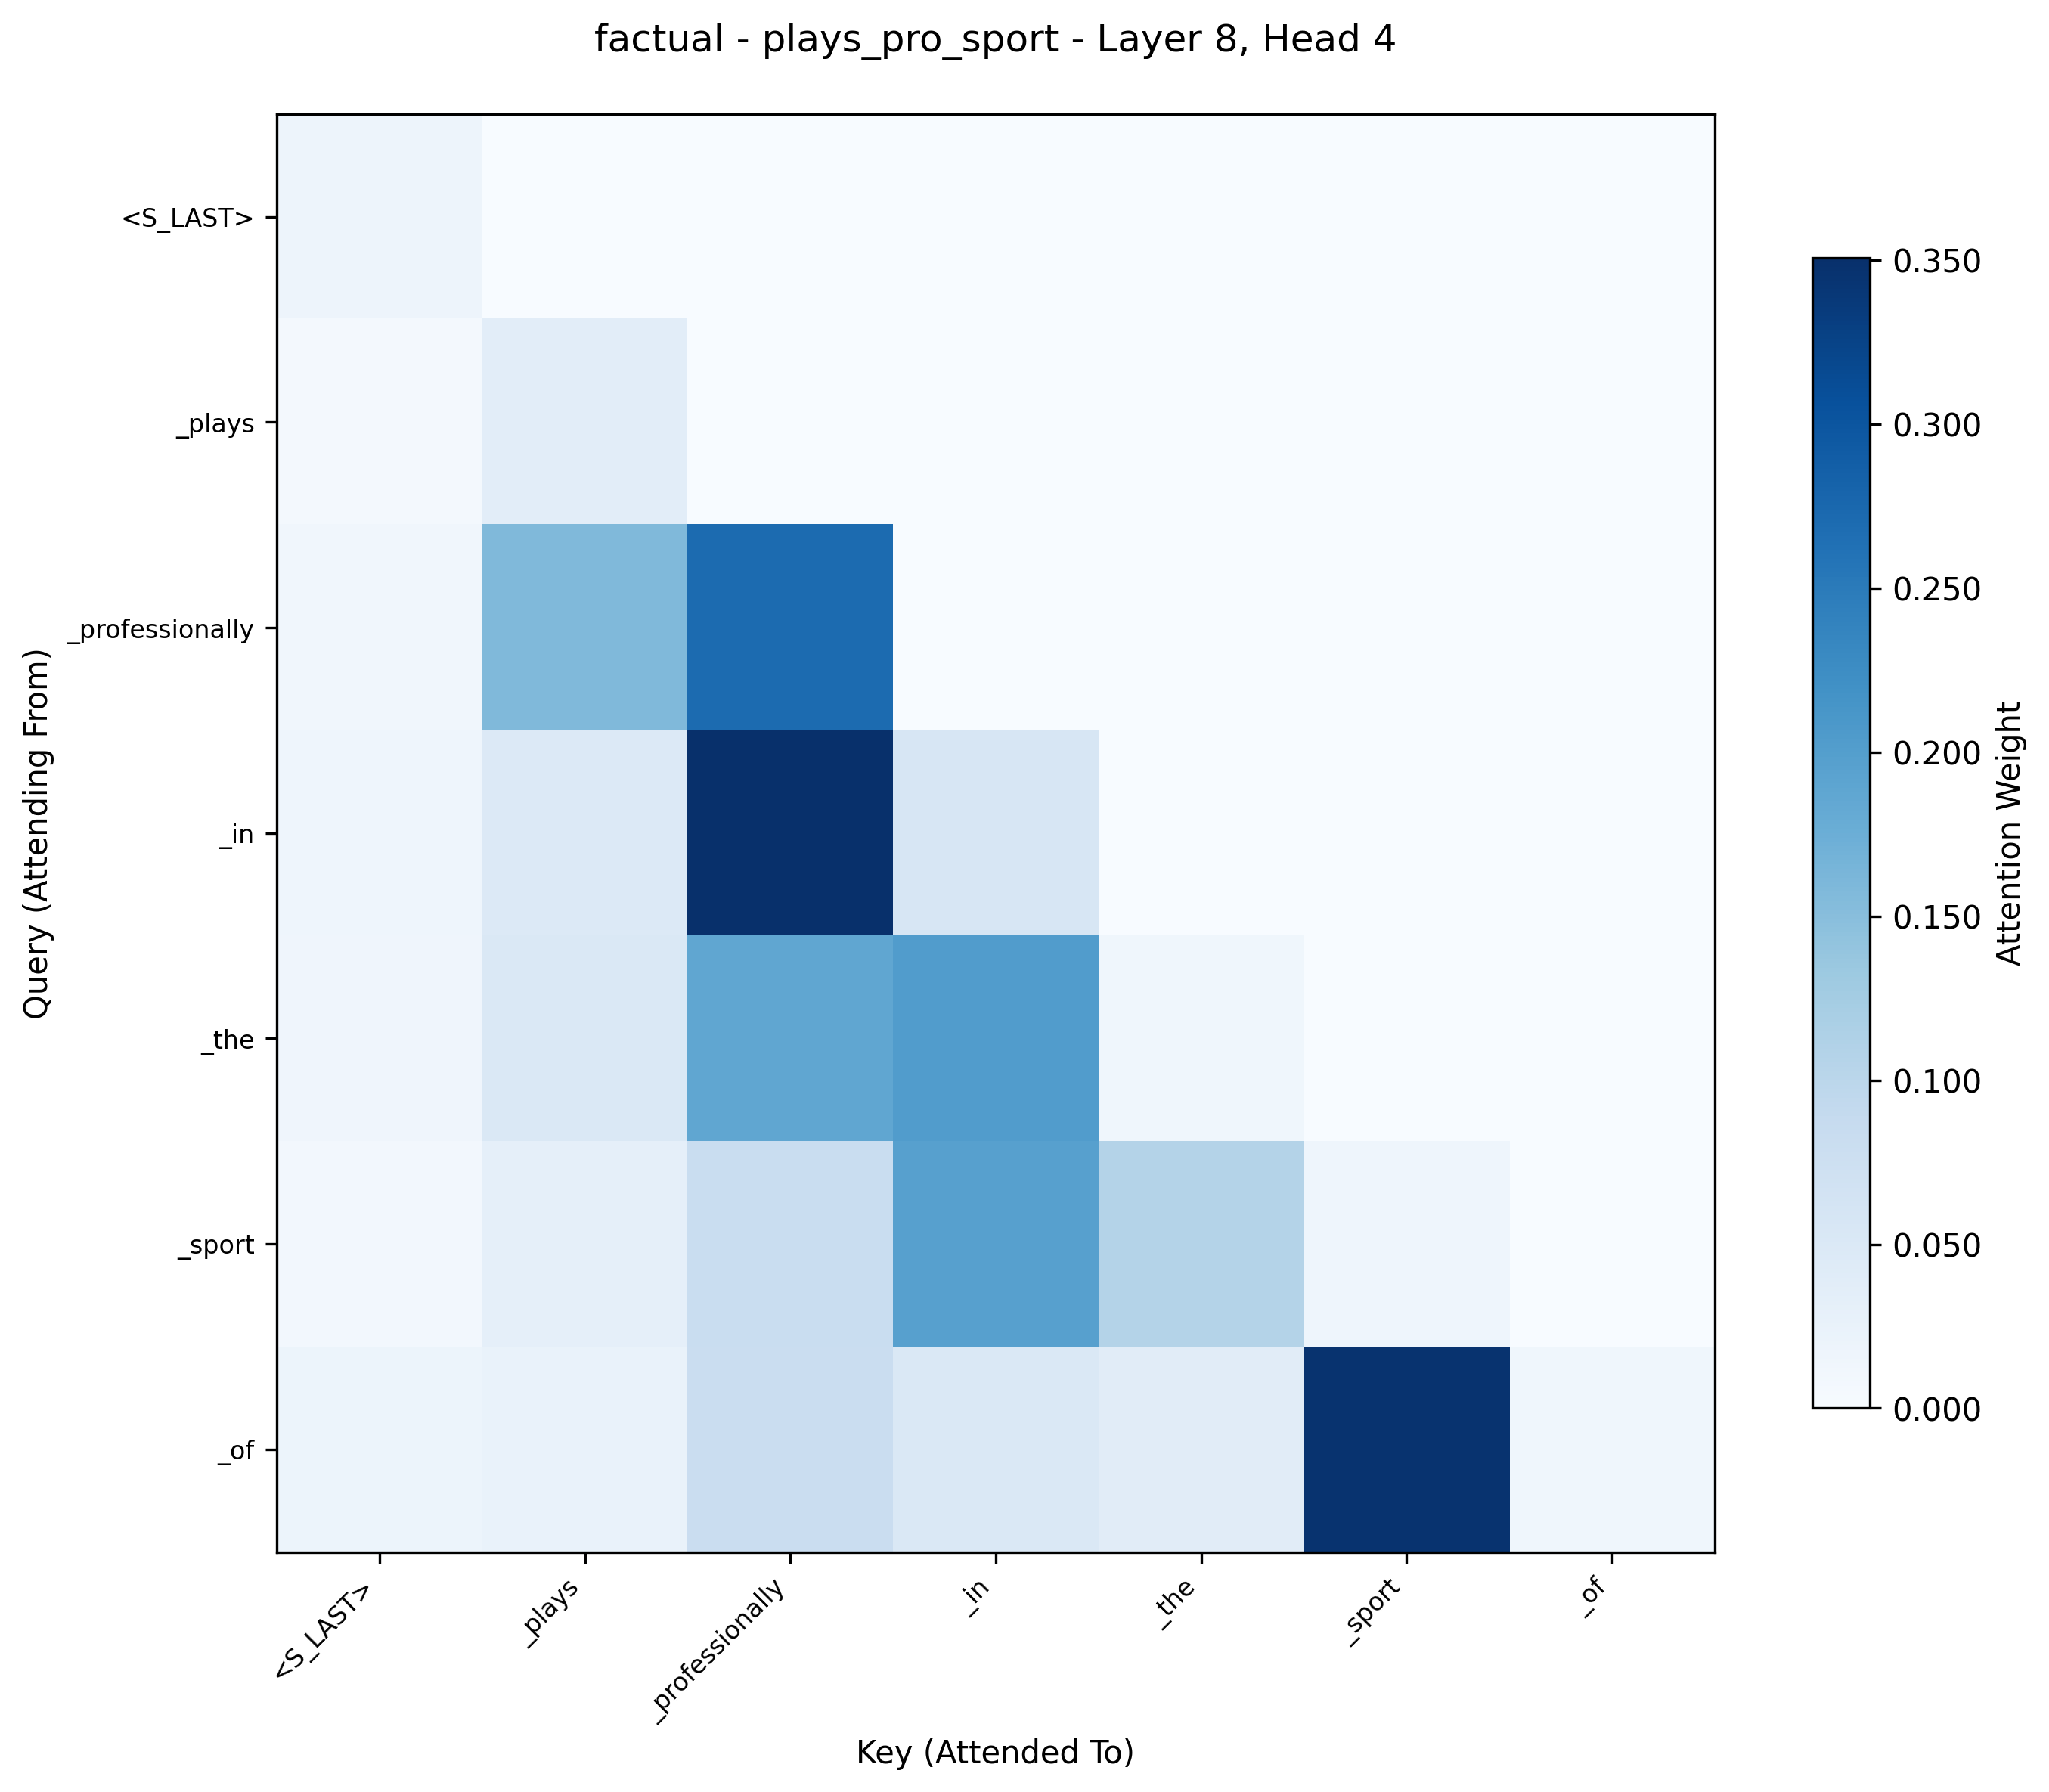 factual - plays_pro_sport - Layer 8, Head 4
Query (Attending From)
<S_LAST>
_plays
_professionally
_in
_the
_sport
_of
<S_LAST>
_plays
_professionally
_in
_the
_sport
_of
Key (Attended To)
0.350
0.300
0.250
0.200
0.150
0.100
0.050
0.000
Attention Weight